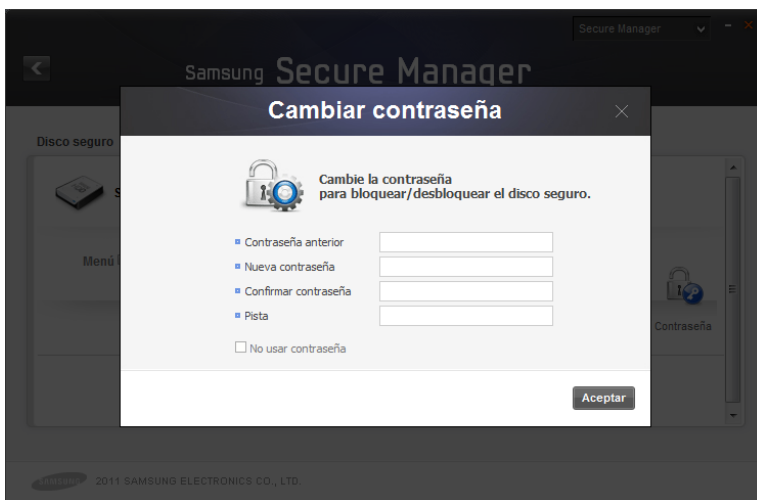 Secure Manager
Samsung Secure Manager
Cambiar contraseña
Disco seguro
Cambie la contraseña
para bloquear/desbloquear el disco seguro.
Contraseña anterior
Menú
Nueva contraseña
Confirmar contraseña
Pista
Contraseña
No usar contraseña
Aceptar
SAMSUNG 2011 SAMSUNG ELECTRONICS CO., LTD.